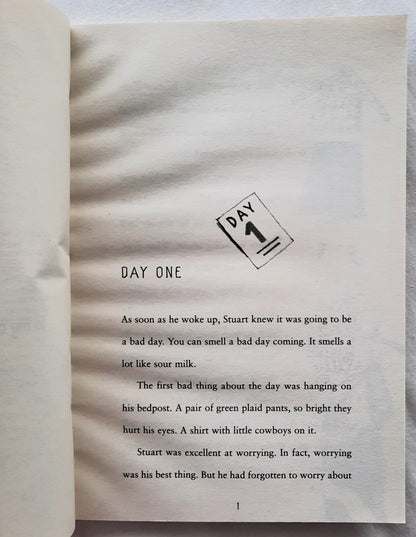 DAY
1
DAY ONE
As soon as he woke up, Stuart knew it was going to be
a bad day. You can smell a bad day coming. It smells a
lot like sour milk.
The first bad thing about the day was hanging on
his bedpost. A pair of green plaid pants, so bright they
hurt his eyes. A shirt with little cowboys on it.
Stuart was excellent at worrying. In fact, worrying
was his best thing. But he had forgotten to worry about
1